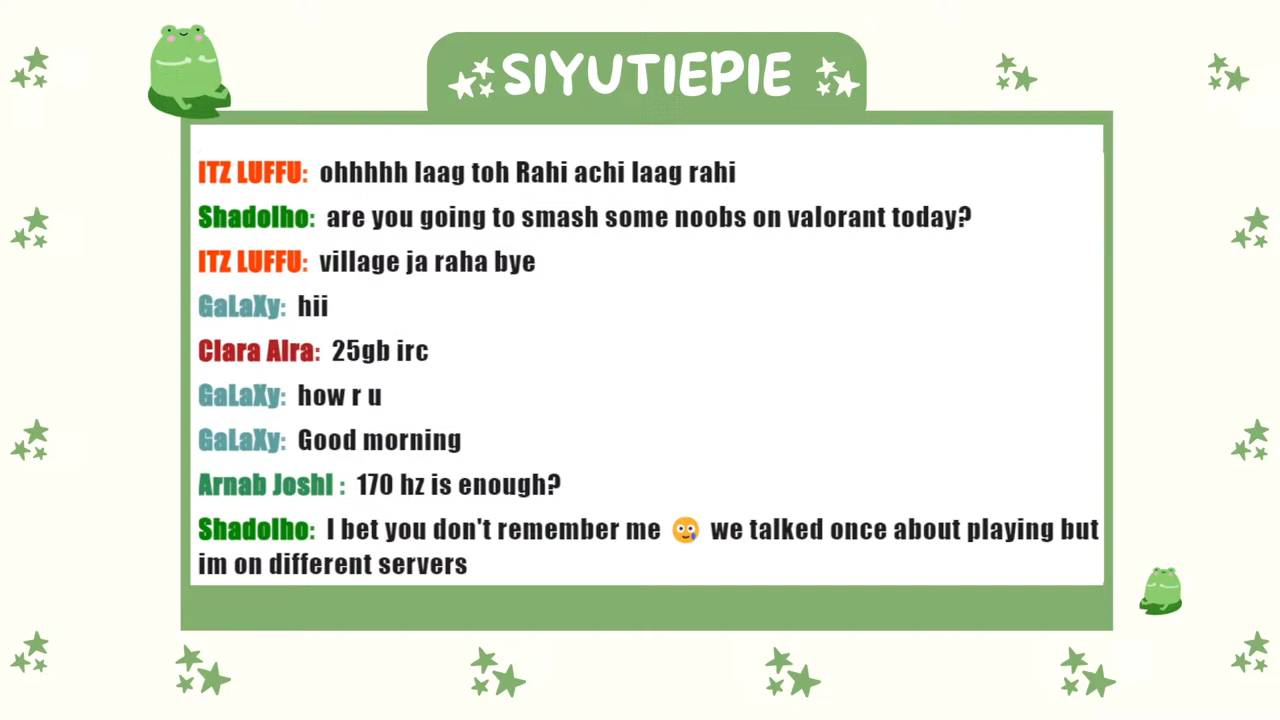 SIYUTIEPIE
ITZ LUFFU: ohhhhh laag toh Rahi achi laag rahi
Shadolho: are you going to smash some noobs on valorant today?
ITZ LUFFU: village ja raha bye
GaLaXy: hii
Clara Alra: 25gb irc
GaLaXy: how r u
GaLaXy: Good morning
Arnab Joshi : 170 hz is enough?
Shadolho: I bet you don't remember me 🥲 we talked once about playing but
im on different servers